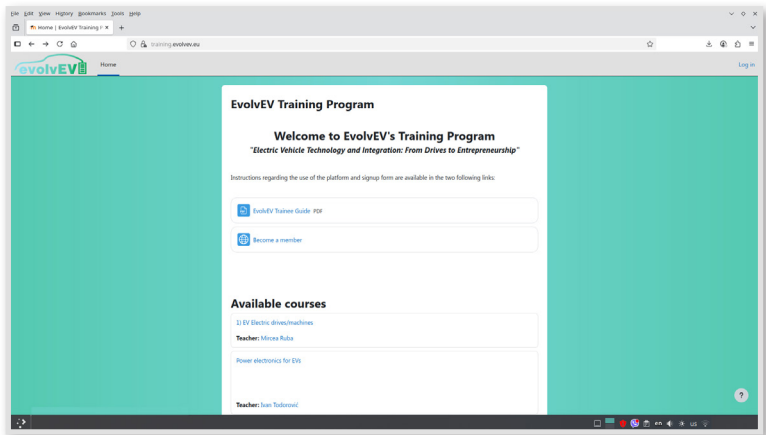 File Edit View History Bookmarks Tools Help
Home | EvolvEV Training P
training.evolvev.eu
evolvEV
Home
Log in
EvolvEV Training Program
Welcome to EvolvEV's Training Program
"Electric Vehicle Technology and Integration: From Drives to Entrepreneurship"
Instructions regarding the use of the platform and signup form are available in the two following links:
EvolvEV Trainee Guide PDF
Become a member
Available courses
1) EV Electric drives/machines
Teacher: Mircea Ruba
Power electronics for EVs
Teacher: Ivan Todorović
?
en
us